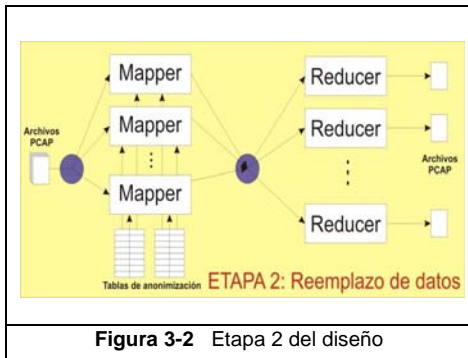 Mapper
Mapper
Mapper
Archivos
PCAP
Tablas de anonimización
Reducer
Reducer
Reducer
Archivos
PCAP
ETAPA 2: Reemplazo de datos
Figura 3-2 Etapa 2 del diseño